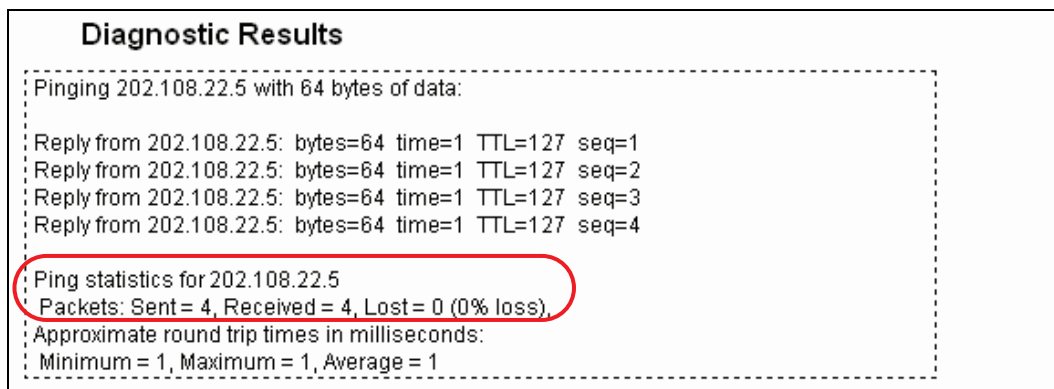 Diagnostic Results
Pinging 202.108.22.5 with 64 bytes of data:
Reply from 202.108.22.5: bytes=64 time=1 TTL=127 seq=1
Reply from 202.108.22.5: bytes=64 time=1 TTL=127 seq=2
Reply from 202.108.22.5: bytes=64 time=1 TTL=127 seq=3
Reply from 202.108.22.5: bytes=64 time=1 TTL=127 seq=4
Ping statistics for 202.108.22.5
Packets: Sent = 4, Received = 4, Lost = 0 (0% loss),
Approximate round trip times in milliseconds:
Minimum = 1, Maximum = 1, Average = 1